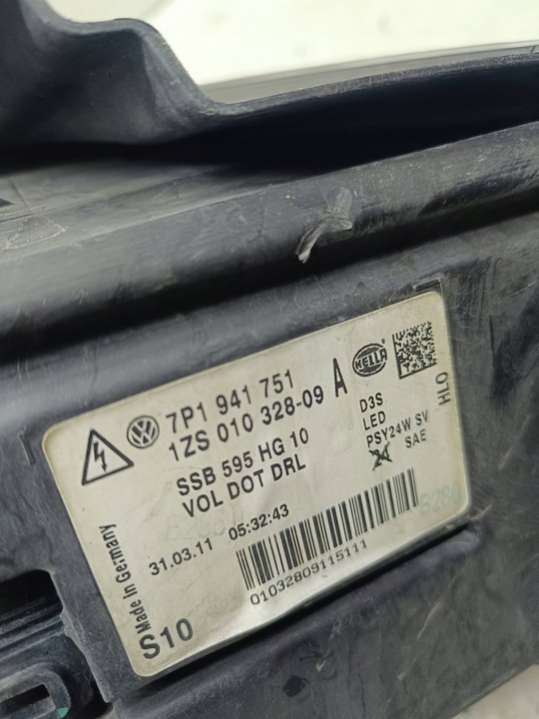 7P1 941 751
1ZS 010 328-09 A
HELLA
SSB 595 HG 10
VOL DOT DRL
D3S
LED
PSY24W SV
SAE
HLO
31.03.11 05:32:43
01032809115111
Made in Germany
S10